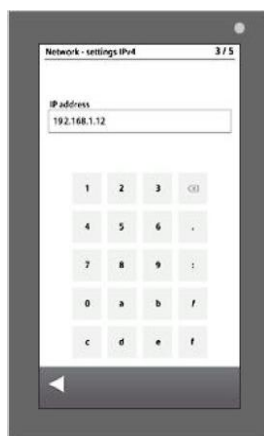 Network - settings IPv4 3 / 5
IP address
192.168.1.12
1 2 3
4 5 6 .
7 8 9 :
0 a b /
c d e f